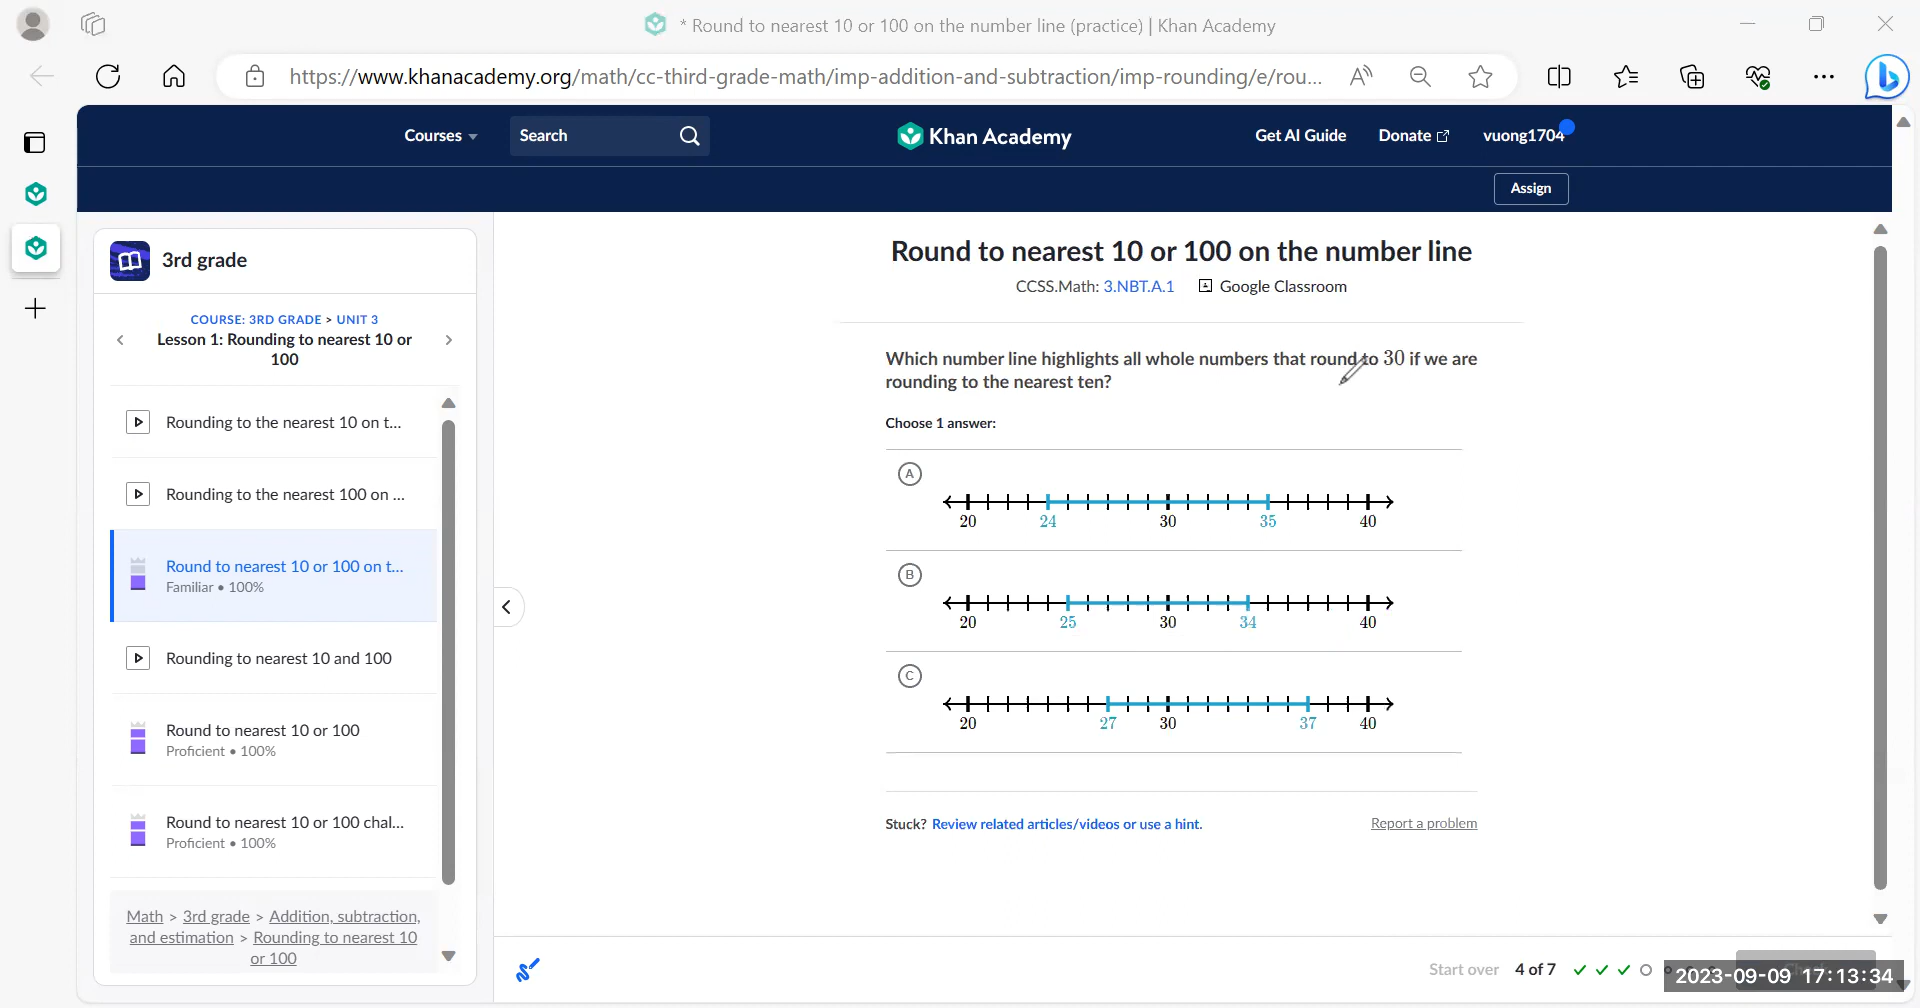 * Round to nearest 10 or 100 on the number line (practice) | Khan Academy
https://www.khanacademy.org/math/cc-third-grade-math/imp-addition-and-subtraction/imp-rounding/e/rou...
Courses
Search
Khan Academy
Get AI Guide
Donate
vuong1704
Assign
3rd grade
COURSE: 3RD GRADE > UNIT 3
Lesson 1: Rounding to nearest 10 or
100
Rounding to the nearest 10 on t...
Rounding to the nearest 100 on ...
Round to nearest 10 or 100 on t...
Familiar • 100%
Rounding to nearest 10 and 100
Round to nearest 10 or 100
Proficient • 100%
Round to nearest 10 or 100 chal...
Proficient • 100%
Math > 3rd grade > Addition, subtraction,
and estimation > Rounding to nearest 10
or 100
Round to nearest 10 or 100 on the number line
CCSS.Math: 3.NBT.A.1 Google Classroom
Which number line highlights all whole numbers that round to 30 if we are
rounding to the nearest ten?
Choose 1 answer:
A
20 24 30 35 40
B
20 25 30 34 40
C
20 27 30 37 40
Stuck? Review related articles/videos or use a hint.
Report a problem
Start over 4 of 7
2023-09-09 17:13:34